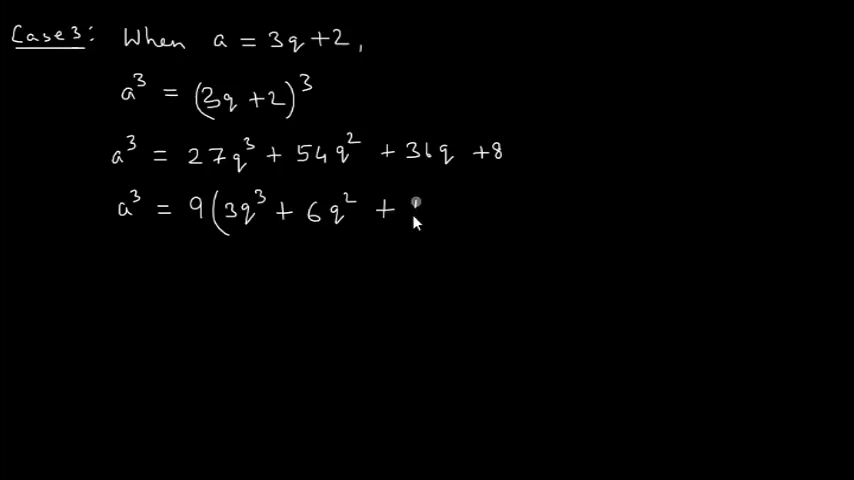 Case 3: When a = 3q + 2,
a³ = (3q + 2)³
a³ = 27q³ + 54q² + 36q + 8
a³ = 9(3q³ + 6q² +